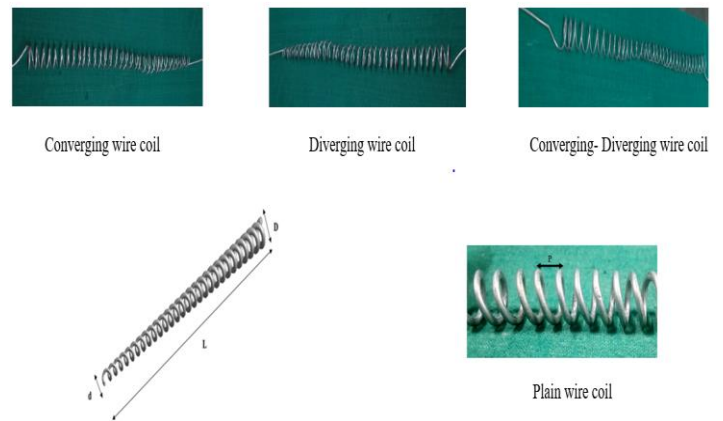 Converging wire coil
Diverging wire coil
Converging- Diverging wire coil
D
L
d
P
Plain wire coil